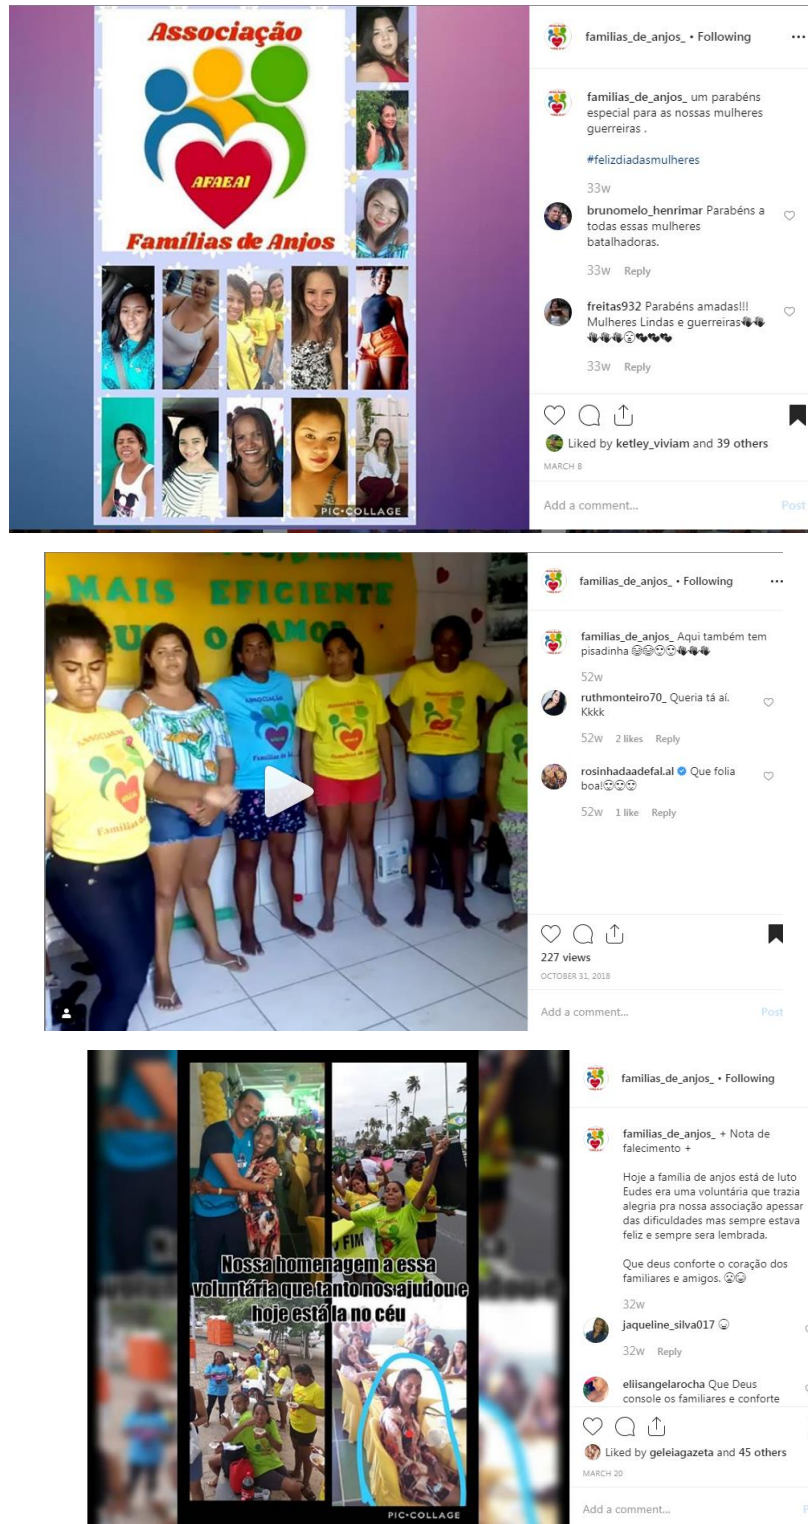 Associação
AFAEAI
Famílias de Anjos
PIC•COLLAGE
familias_de_anjos_ • Following
familias_de_anjos_ um parabéns
especial para as nossas mulheres
guerreiras .
#felizdiadasmulheres
33w
brunomelo_henrimar Parabéns a
todas essas mulheres
batalhadoras.
33w Reply
freitas932 Parabéns amadas!!!
Mulheres Lindas e guerreiras
33w Reply
Liked by ketley_viviam and 39 others
MARCH 8
Add a comment... Post
MAIS EFICIENTE
O AMOR
ASSOCIAÇÃO
Associação
familias_de_anjos_ • Following
familias_de_anjos_ Aqui também tem
pisadinha
52w
ruthmonteiro70_ Queria tá aí.
Kkkk
52w 2 likes Reply
rosinhadaadefal.al Que folia
boa!
52w 1 like Reply
227 views
OCTOBER 31, 2018
Add a comment... Post
FIM
Nossa homenagem a essa
voluntária que tanto nos ajudou e
hoje está la no céu
PIC•COLLAGE
familias_de_anjos_ • Following
familias_de_anjos_ + Nota de
falecimento +
Hoje a família de anjos está de luto
Eudes era uma voluntária que trazia
alegria pra nossa associação apessar
das dificuldades mas sempre estava
feliz e sempre sera lembrada.
Que deus conforte o coração dos
familiares e amigos.
32w
jaqueline_silva017
32w Reply
eliisangelarocha Que Deus
console os familiares e conforte
Liked by geleiagazeta and 45 others
MARCH 20
Add a comment...